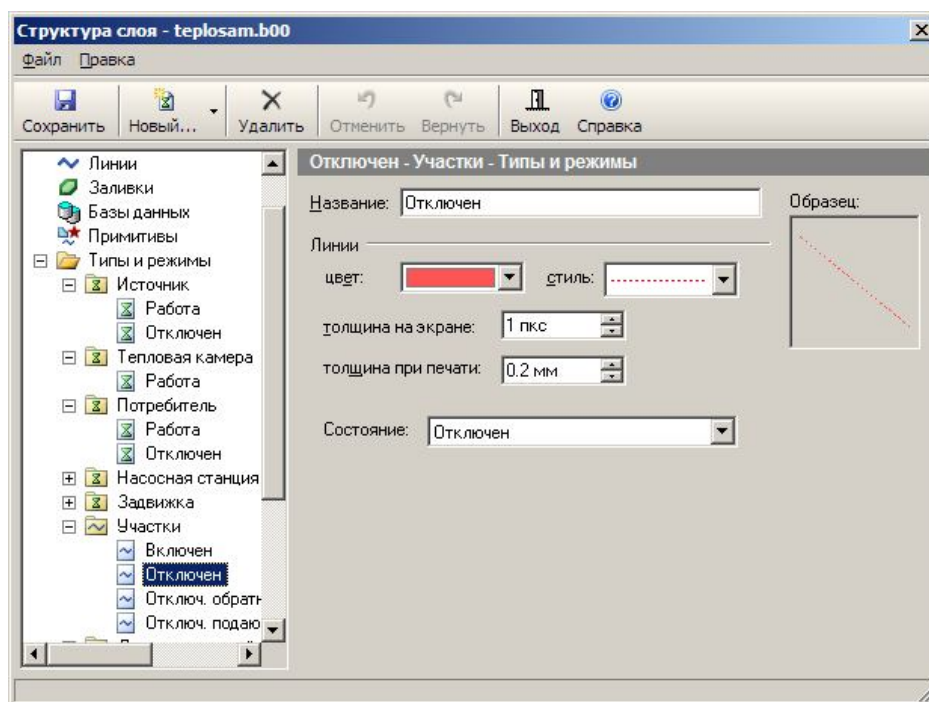 Структура слоя - teplosam.b00
Файл Правка
Сохранить Новый... Удалить Отменить Вернуть Выход Справка
Линии
Заливки
Базы данных
Примитивы
Типы и режимы
Источник
Работа
Отключен
Тепловая камера
Работа
Потребитель
Работа
Отключен
Насосная станция
Задвижка
Участки
Включен
Отключен
Отключ. обратн
Отключ. подаю
Отключен - Участки - Типы и режимы
Название: Отключен
Образец:
Линии
цвет: стиль:
толщина на экране: 1 пкс
толщина при печати: 0.2 мм
Состояние: Отключен